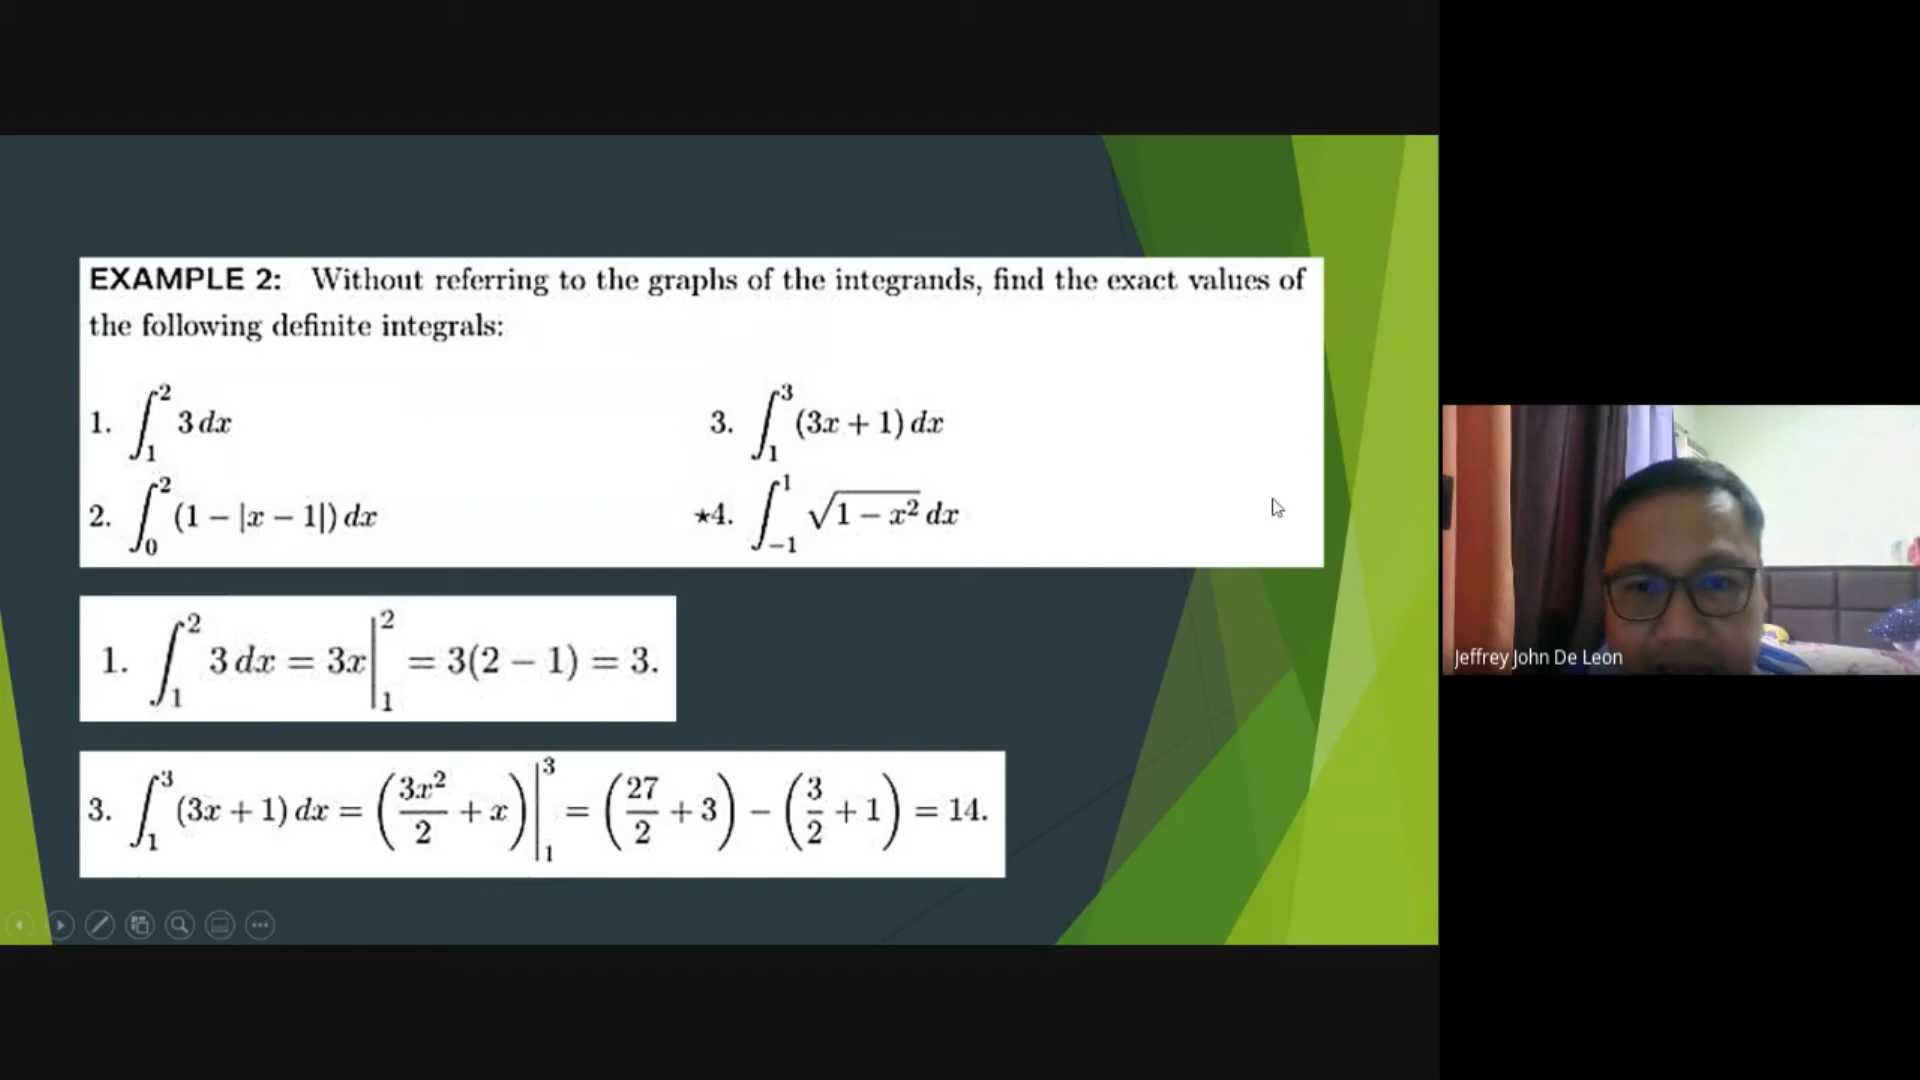 EXAMPLE 2: Without referring to the graphs of the integrands, find the exact values of
the following definite integrals:
1. ∫₁² 3 dx
3. ∫₁³ (3x + 1) dx
2. ∫₀² (1 − |x − 1|) dx
★4. ∫₋₁¹ √(1 − x²) dx
1. ∫₁² 3 dx = 3x |₁² = 3(2 − 1) = 3.
3. ∫₁³ (3x + 1) dx = (3x²/2 + x) |₁³ = (27/2 + 3) − (3/2 + 1) = 14.
Jeffrey John De Leon